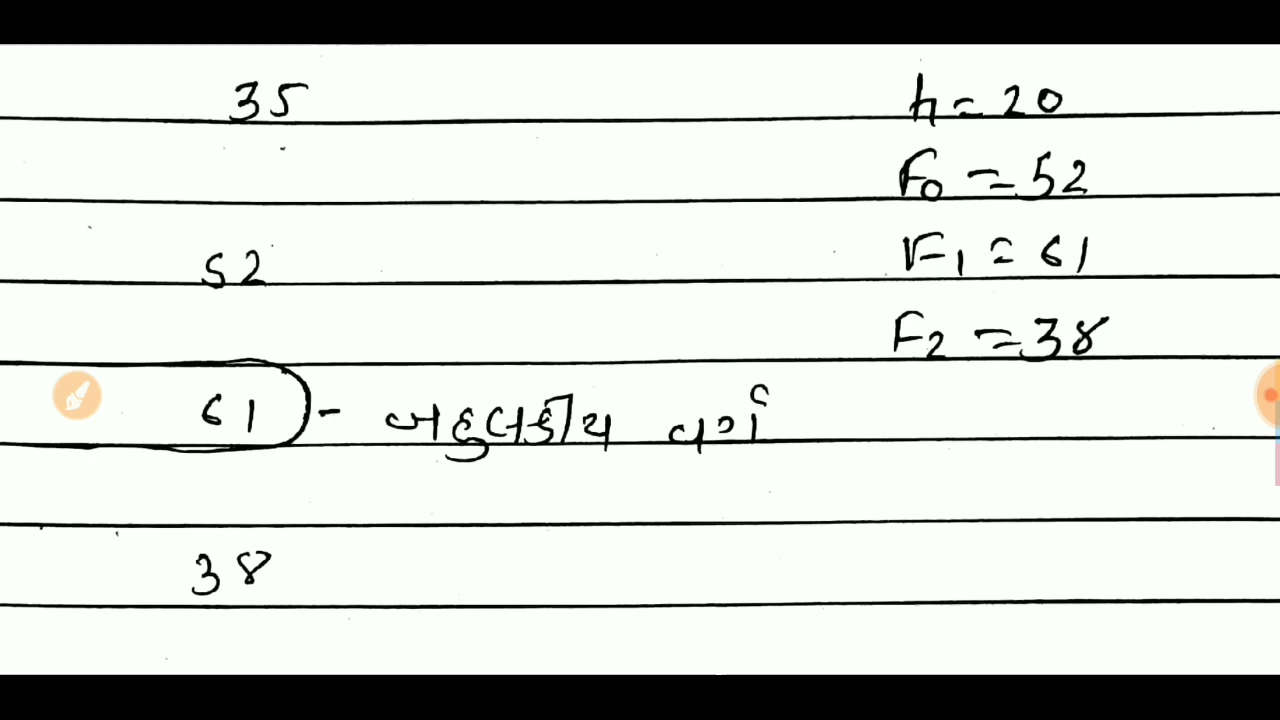 35 h = 20
F0 = 52
52 F1 = 61
F2 = 38
61 - બહુલકીય વર્ગ
38